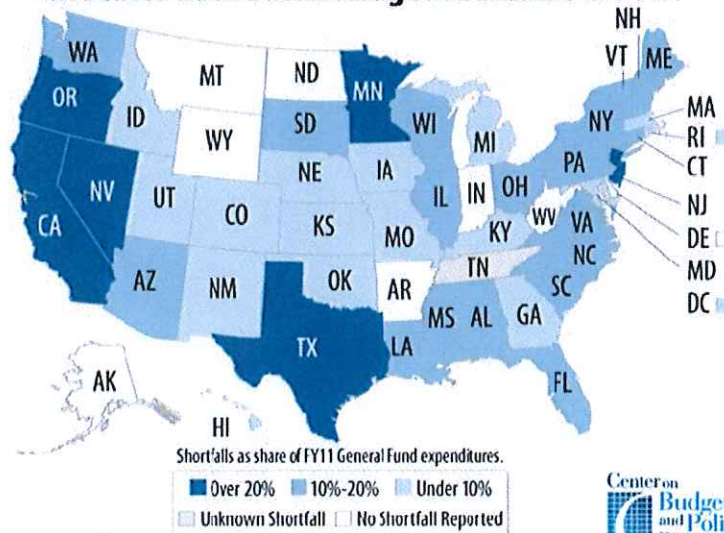 NH
WA
VT
ME
MT
ND
MN
OR
MA
ID
SD
WI
NY
RI
WY
MI
CT
PA
NE
IA
NV
IL
IN
OH
NJ
UT
WV
CA
CO
DE
KS
MO
KY
VA
MD
TN
NC
AZ
OK
NM
AR
SC
DC
MS
AL
GA
TX
LA
AK
FL
HI
Shortfalls as share of FY11 General Fund expenditures.
Over 20% 10%-20% Under 10%
Unknown Shortfall No Shortfall Reported
Center on
and